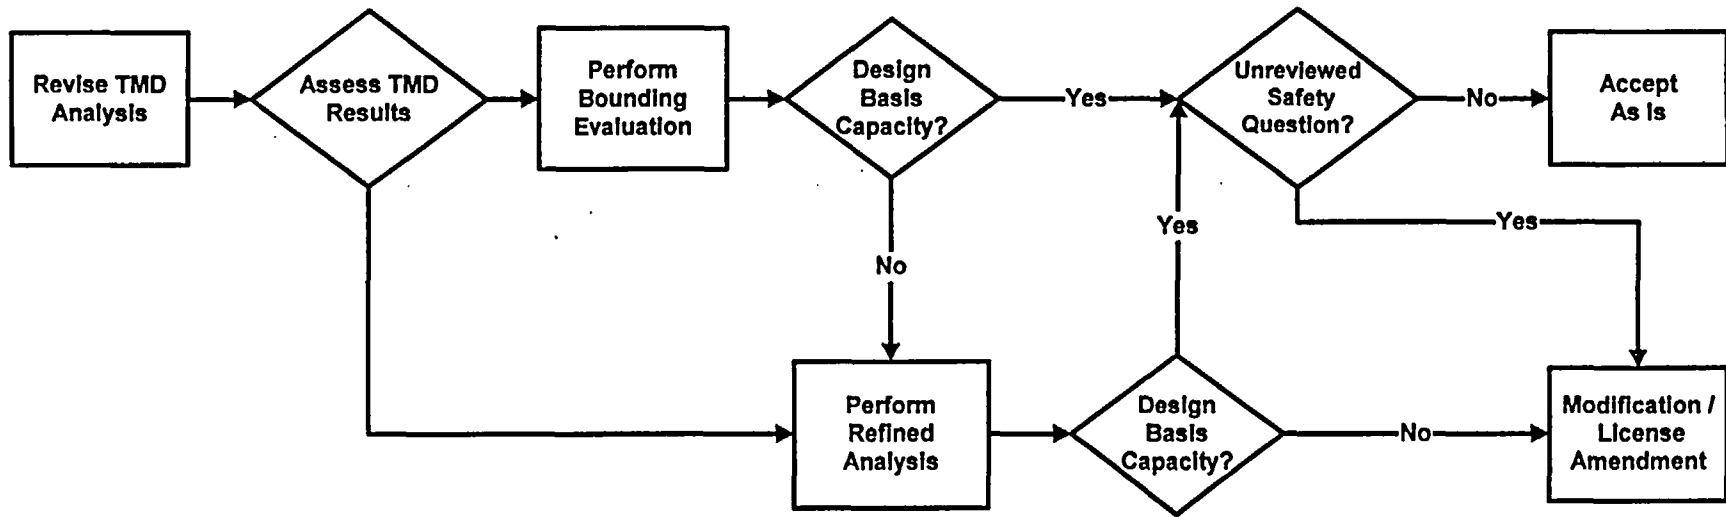 Revise TMD
Analysis
Assess TMD
Results
Perform
Bounding
Evaluation
Design
Basis
Capacity?
Yes
Unreviewed
Safety
Question?
No
Accept
As Is
No
Yes
Yes
Perform
Refined
Analysis
Design
Basis
Capacity?
No
Modification /
License
Amendment